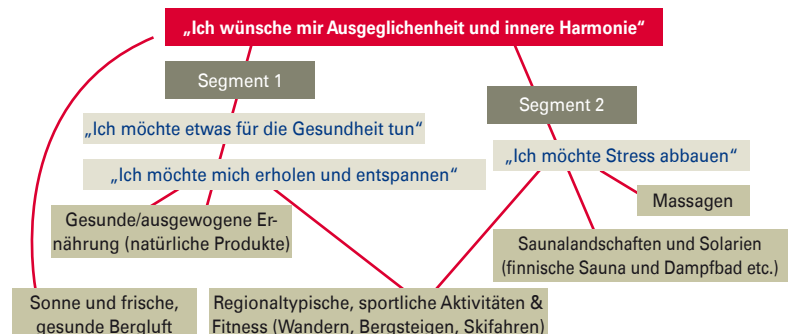 „Ich wünsche mir Ausgeglichenheit und innere Harmonie“
Segment 1
Segment 2
„Ich möchte etwas für die Gesundheit tun“
„Ich möchte Stress abbauen“
„Ich möchte mich erholen und entspannen“
Massagen
Gesunde/ausgewogene Er-
nährung (natürliche Produkte)
Saunalandschaften und Solarien
(finnische Sauna und Dampfbad etc.)
Sonne und frische,
gesunde Bergluft
Regionaltypische, sportliche Aktivitäten &
Fitness (Wandern, Bergsteigen, Skifahren)